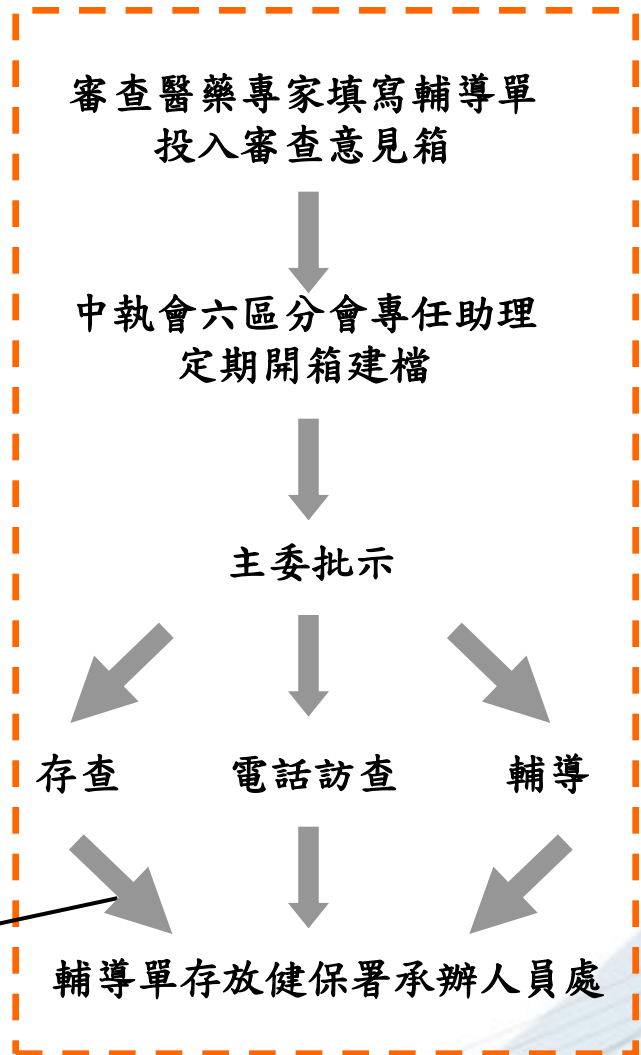 審查醫藥專家填寫輔導單
投入審查意見箱
中執會六區分會專任助理
定期開箱建檔
主委批示
存查
電話訪查
輔導
輔導單存放健保署承辦人員處